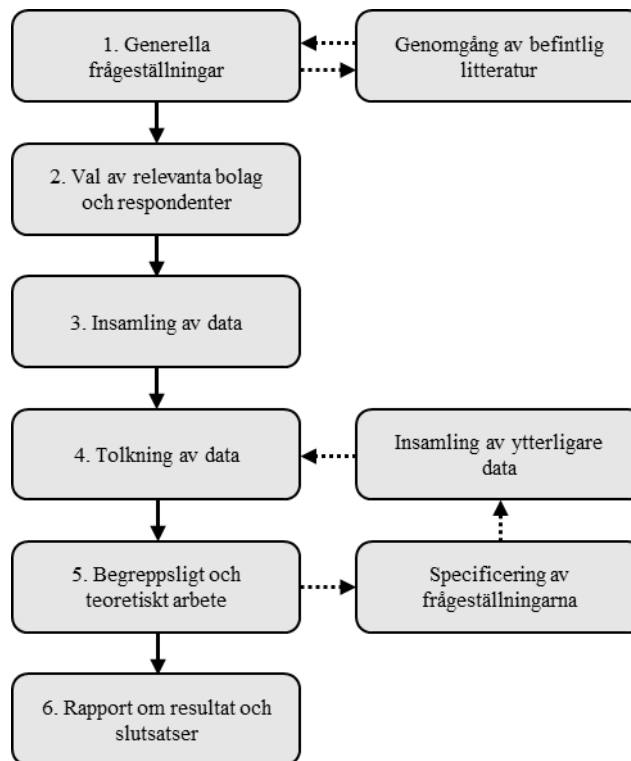 1. Generella
frågeställningar
Genomgång av befintlig
litteratur
2. Val av relevanta bolag
och respondenter
3. Insamling av data
4. Tolkning av data
Insamling av ytterligare
data
5. Begreppsligt och
teoretiskt arbete
Specificering av
frågeställningarna
6. Rapport om resultat och
slutsatser